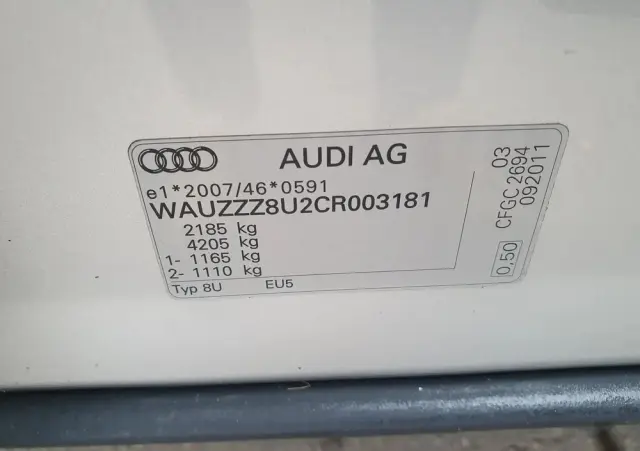 AUDI AG
e1*2007/46*0591
WAUZZZ8U2CR003181
2185 kg
4205 kg
1- 1165 kg
2- 1110 kg
Typ 8U EU5
03
CFGC 2694
092011
0,50